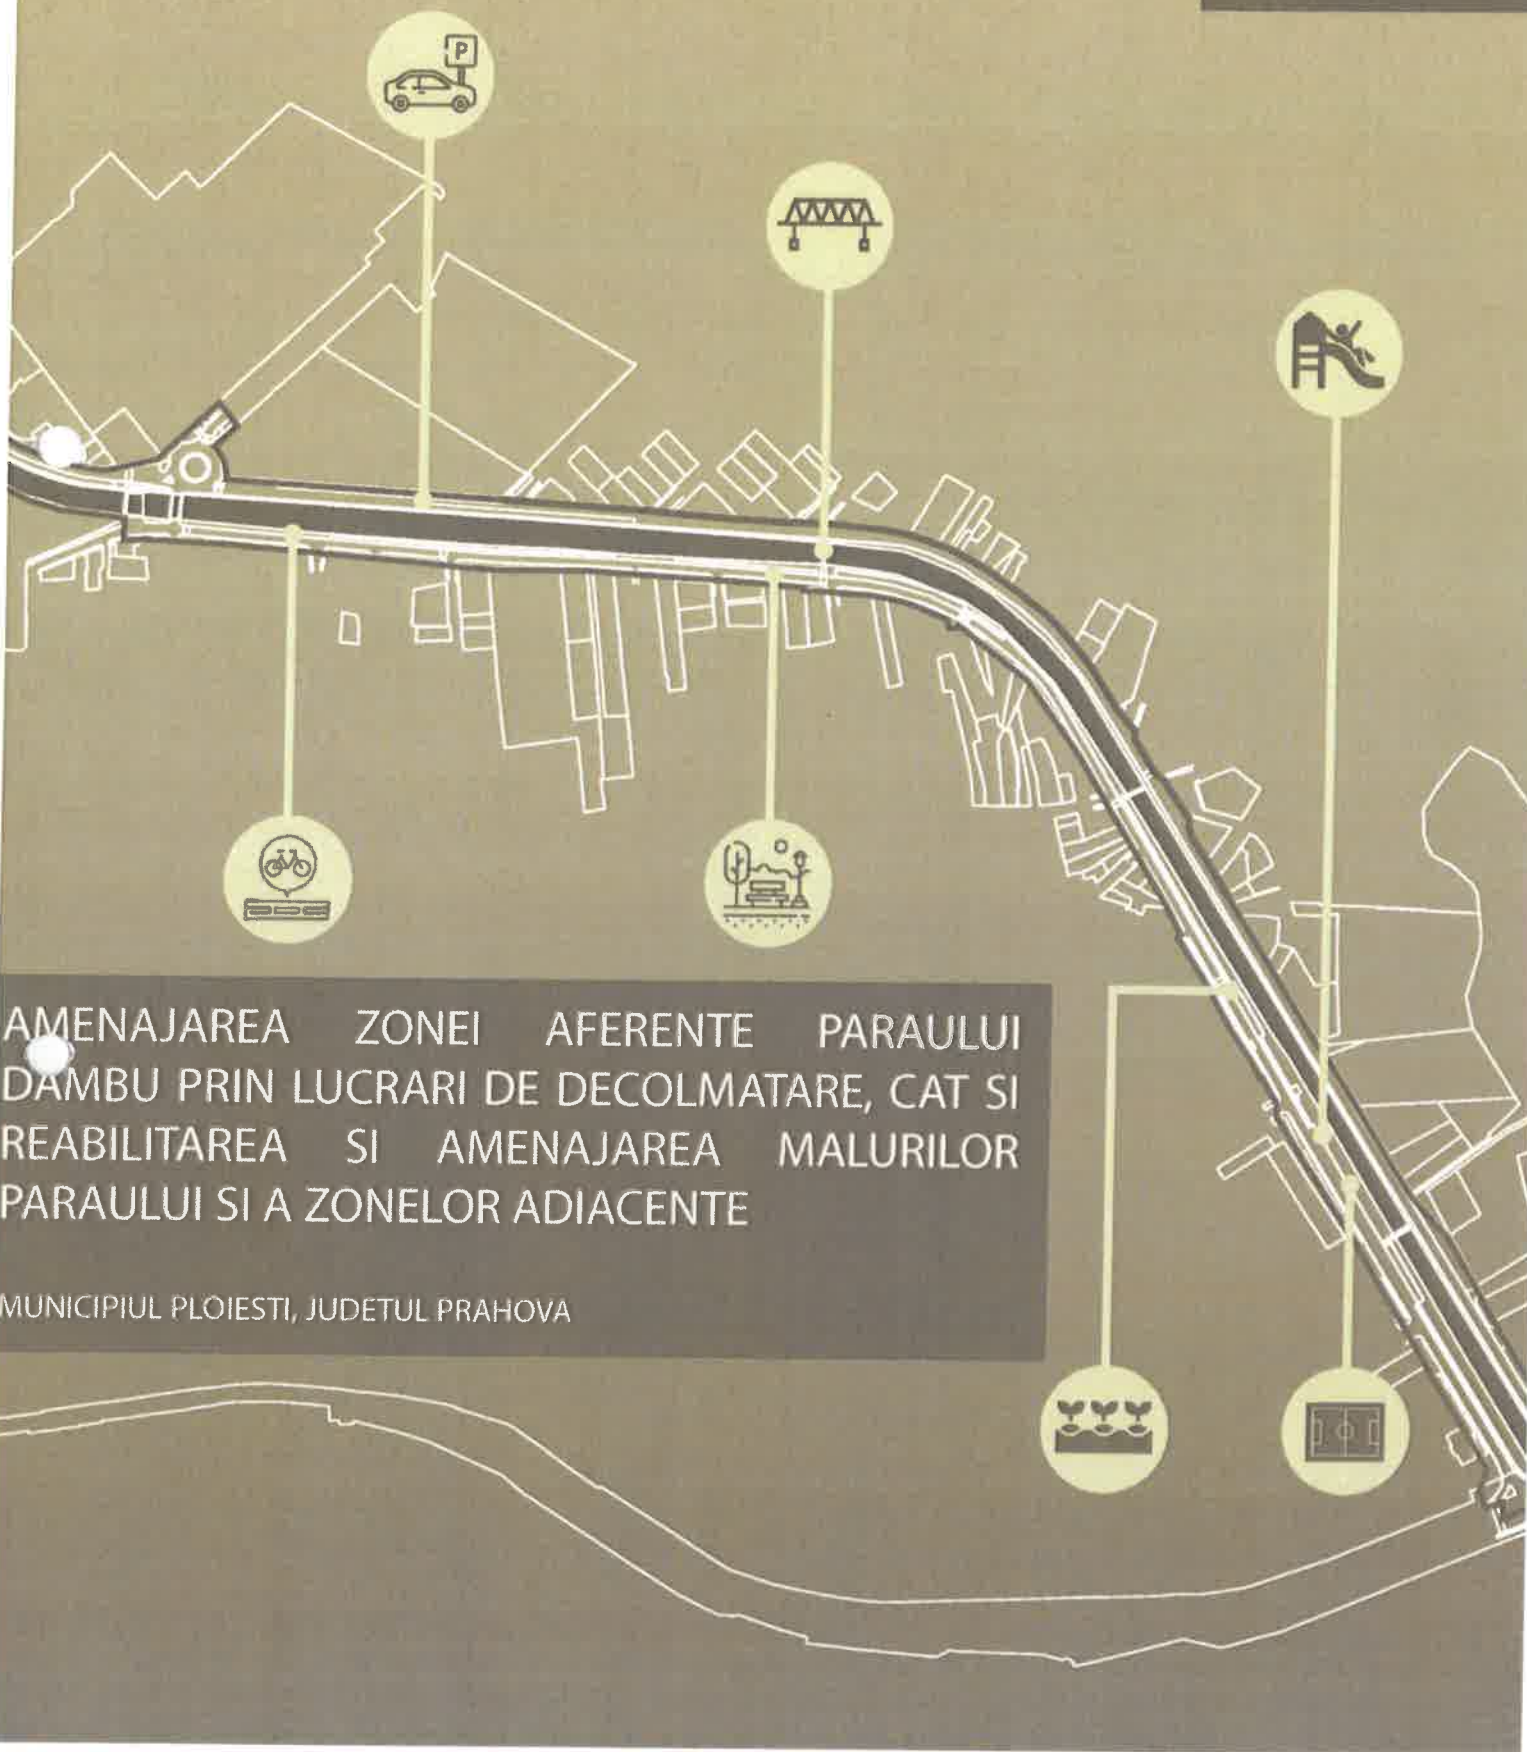 P
AMENAJAREA ZONEI AFERENTE PARAULUI
DAMBU PRIN LUCRARI DE DECOLMATARE, CAT SI
REABILITAREA SI AMENAJAREA MALURILOR
PARAULUI SI A ZONELOR ADIACENTE
MUNICIPIUL PLOIESTI, JUDETUL PRAHOVA